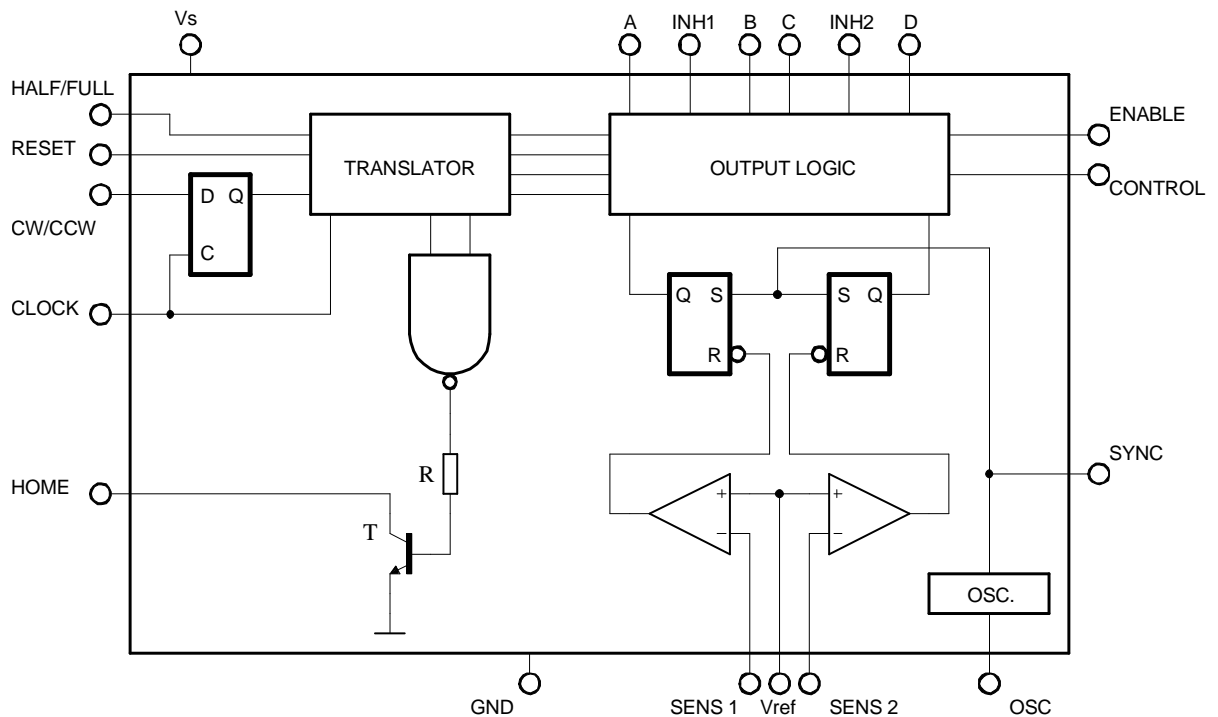 Vs
A
INH1
B
C
INH2
D
HALF/FULL
ENABLE
RESET
TRANSLATOR
OUTPUT LOGIC
CONTROL
D Q
CW/CCW
C
Q S
S Q
CLOCK
R
R
SYNC
R
HOME
+
+
T
−
−
OSC.
GND
SENS 1
Vref
SENS 2
OSC